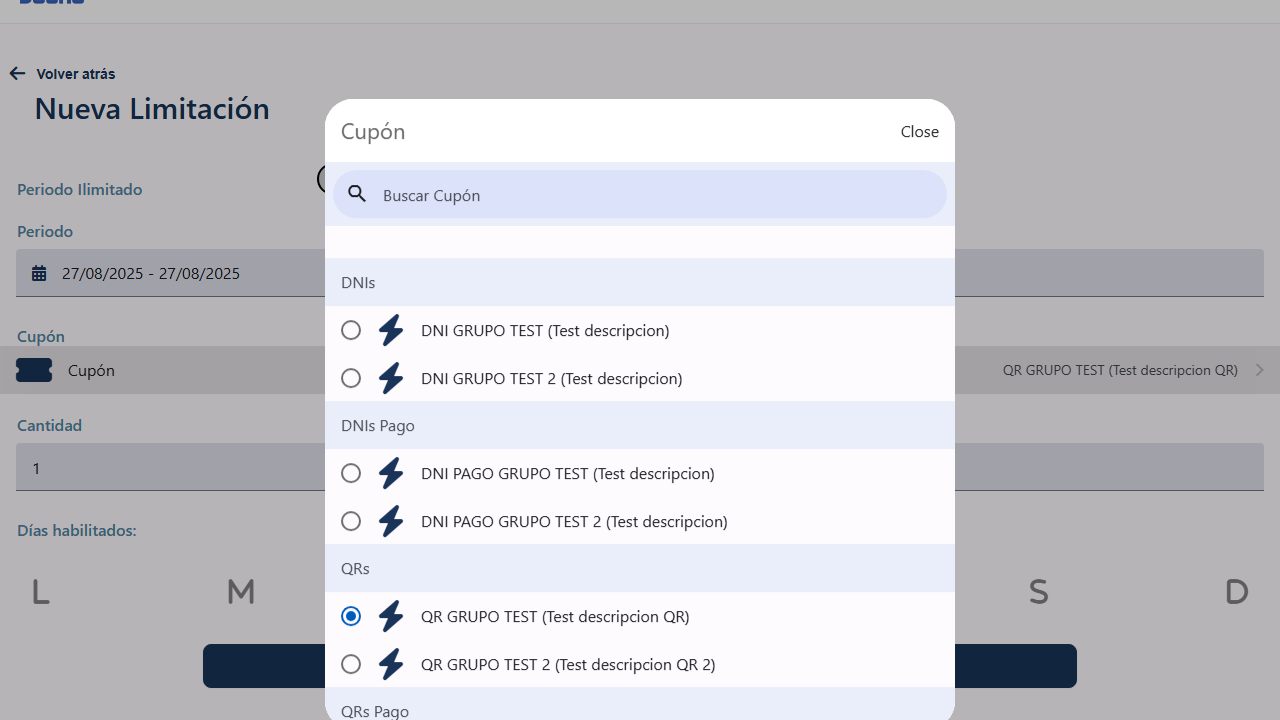 Volver atrás
Nueva Limitación
Cupón
Close
Buscar Cupón
Periodo Ilimitado
Periodo
27/08/2025 - 27/08/2025
DNIs
DNI GRUPO TEST (Test descripcion)
Cupón
Cupón
QR GRUPO TEST (Test descripcion QR)
DNI GRUPO TEST 2 (Test descripcion)
Cantidad
DNIs Pago
1
DNI PAGO GRUPO TEST (Test descripcion)
DNI PAGO GRUPO TEST 2 (Test descripcion)
Días habilitados:
QRs
L
M
S
D
QR GRUPO TEST (Test descripcion QR)
QR GRUPO TEST 2 (Test descripcion QR 2)
QRs Pago